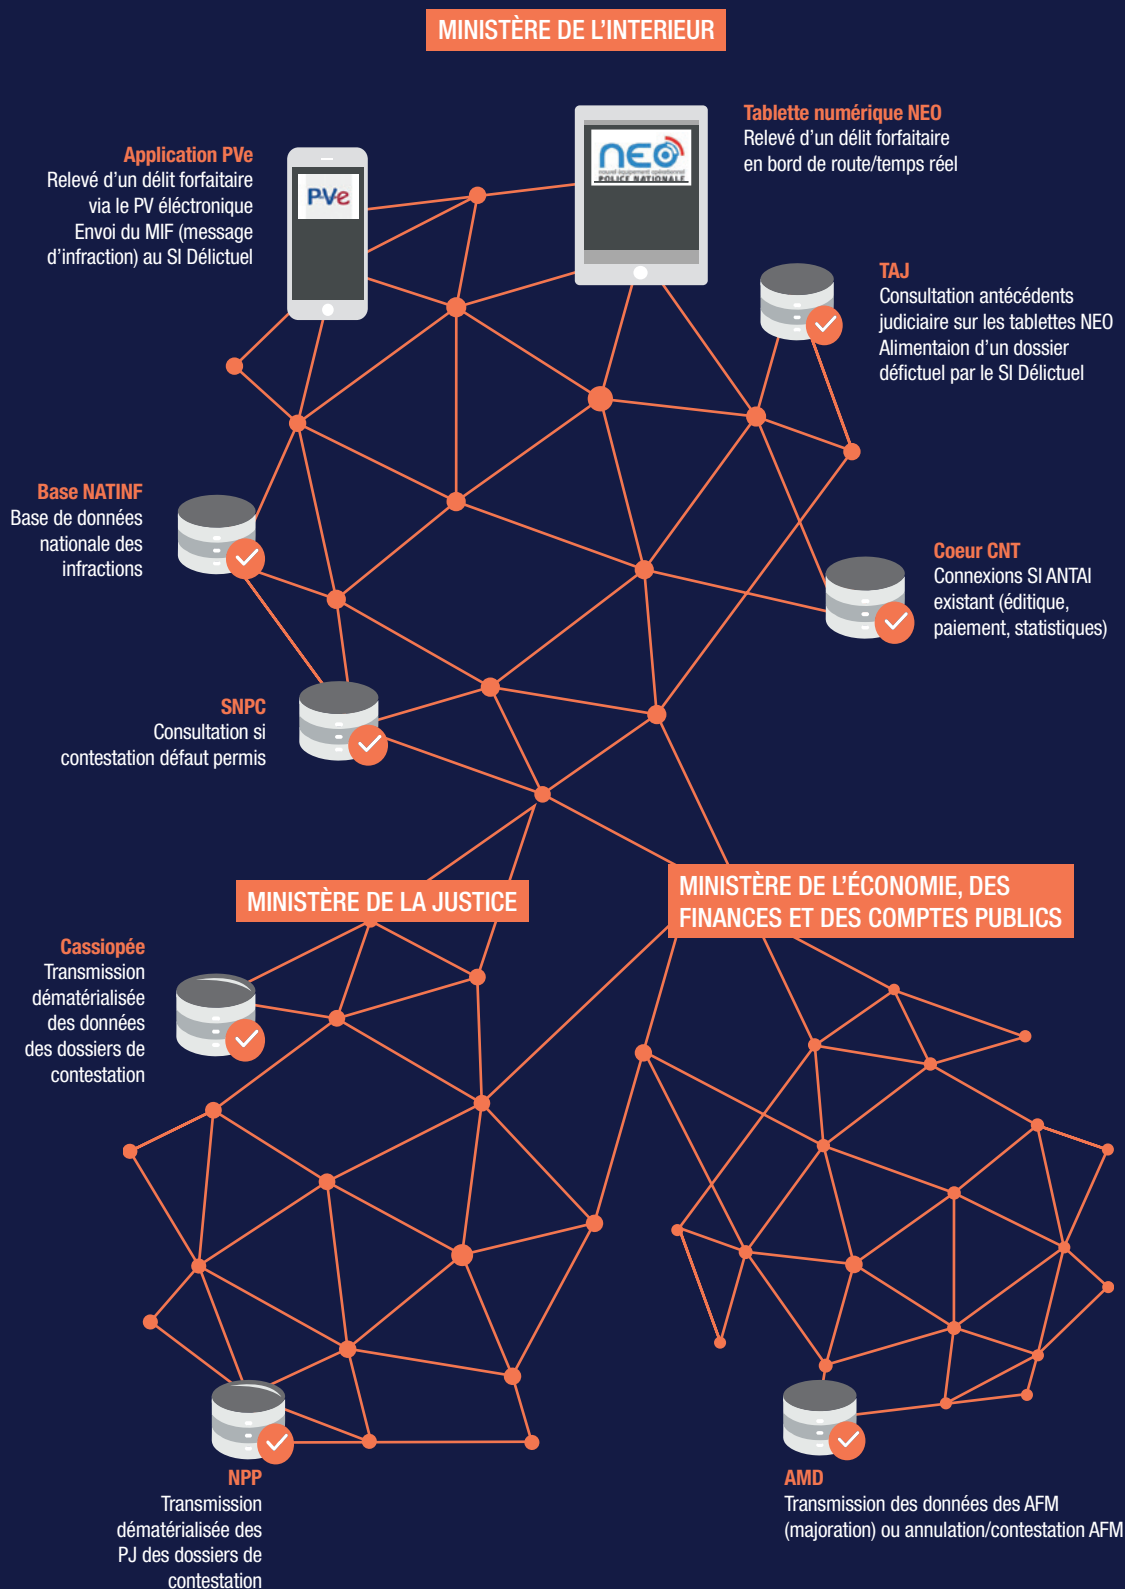 MINISTÈRE DE L'INTERIEUR
Application PVe
Relevé d'un délit forfaitaire
via le PV éléctronique
Envoi du MIF (message
d'infraction) au SI Délictuel
PVe
neo
nouvel équipement opérationnel
POLICE NATIONALE
Tablette numérique NEO
Relevé d'un délit forfaitaire
en bord de route/temps réel
TAJ
Consultation antécédents
judiciaire sur les tablettes NEO
Alimentaion d'un dossier
défictuel par le SI Délictuel
Base NATINF
Base de données
nationale des
infractions
Coeur CNT
Connexions SI ANTAI
existant (éditique,
paiement, statistiques)
SNPC
Consultation si
contestation défaut permis
MINISTÈRE DE LA JUSTICE
MINISTÈRE DE L'ÉCONOMIE, DES
FINANCES ET DES COMPTES PUBLICS
Cassiopée
Transmission
dématérialisée
des données
des dossiers de
contestation
NPP
Transmission
dématérialisée des
PJ des dossiers de
contestation
AMD
Transmission des données des AFM
(majoration) ou annulation/contestation AFM